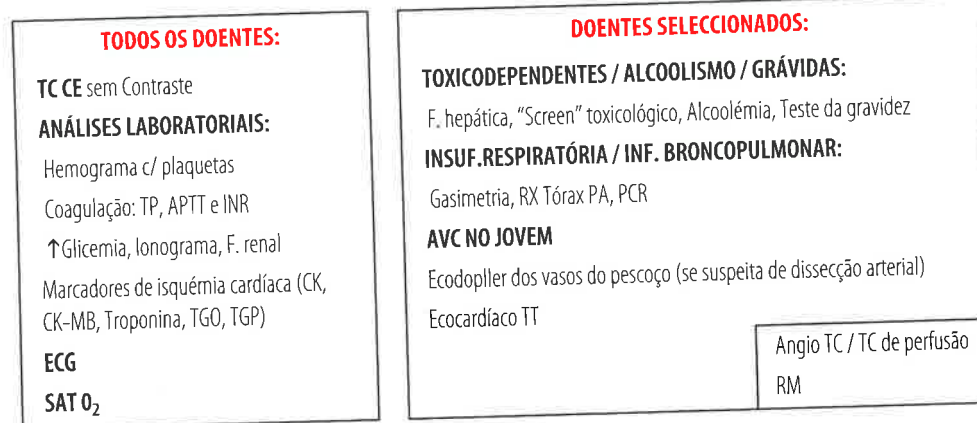 TODOS OS DOENTES:
TC CE sem Contraste
ANÁLISES LABORATORIAIS:
Hemograma c/ plaquetas
Coagulação: TP, APTT e INR
↑Glicemia, Ionograma, F. renal
Marcadores de isquémia cardíaca (CK,
CK-MB, Troponina, TGO, TGP)
ECG
SAT O₂
DOENTES SELECCIONADOS:
TOXICODEPENDENTES / ALCOOLISMO / GRÁVIDAS:
F. hepática, "Screen" toxicológico, Alcoolémia, Teste da gravidez
INSUF.RESPIRATÓRIA / INF. BRONCOPULMONAR:
Gasimetria, RX Tórax PA, PCR
AVC NO JOVEM
Ecodopller dos vasos do pescoço (se suspeita de dissecção arterial)
Ecocardíaco TT
Angio TC / TC de perfusão
RM